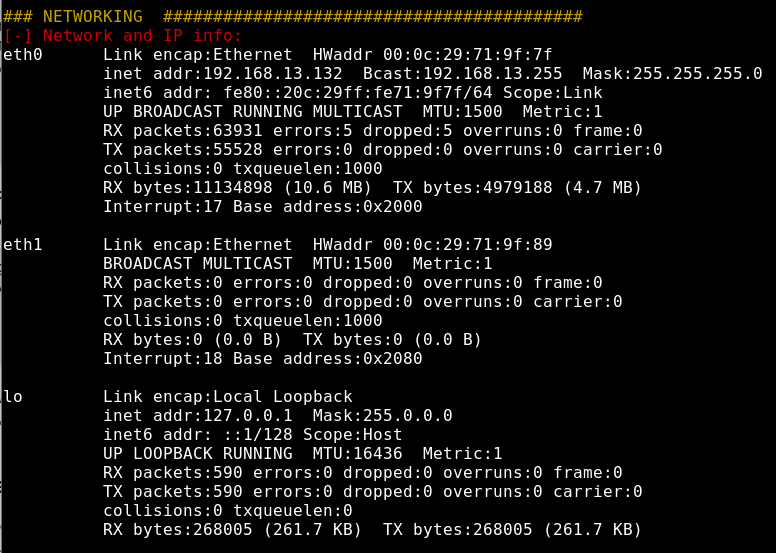 ### NETWORKING  ##########################################
[-] Network and IP info:
eth0      Link encap:Ethernet  HWaddr 00:0c:29:71:9f:7f
          inet addr:192.168.13.132  Bcast:192.168.13.255  Mask:255.255.255.0
          inet6 addr: fe80::20c:29ff:fe71:9f7f/64 Scope:Link
          UP BROADCAST RUNNING MULTICAST  MTU:1500  Metric:1
          RX packets:63931 errors:5 dropped:5 overruns:0 frame:0
          TX packets:55528 errors:0 dropped:0 overruns:0 carrier:0
          collisions:0 txqueuelen:1000
          RX bytes:11134898 (10.6 MB)  TX bytes:4979188 (4.7 MB)
          Interrupt:17 Base address:0x2000

eth1      Link encap:Ethernet  HWaddr 00:0c:29:71:9f:89
          BROADCAST MULTICAST  MTU:1500  Metric:1
          RX packets:0 errors:0 dropped:0 overruns:0 frame:0
          TX packets:0 errors:0 dropped:0 overruns:0 carrier:0
          collisions:0 txqueuelen:1000
          RX bytes:0 (0.0 B)  TX bytes:0 (0.0 B)
          Interrupt:18 Base address:0x2080

lo        Link encap:Local Loopback
          inet addr:127.0.0.1  Mask:255.0.0.0
          inet6 addr: ::1/128 Scope:Host
          UP LOOPBACK RUNNING  MTU:16436  Metric:1
          RX packets:590 errors:0 dropped:0 overruns:0 frame:0
          TX packets:590 errors:0 dropped:0 overruns:0 carrier:0
          collisions:0 txqueuelen:0
          RX bytes:268005 (261.7 KB)  TX bytes:268005 (261.7 KB)